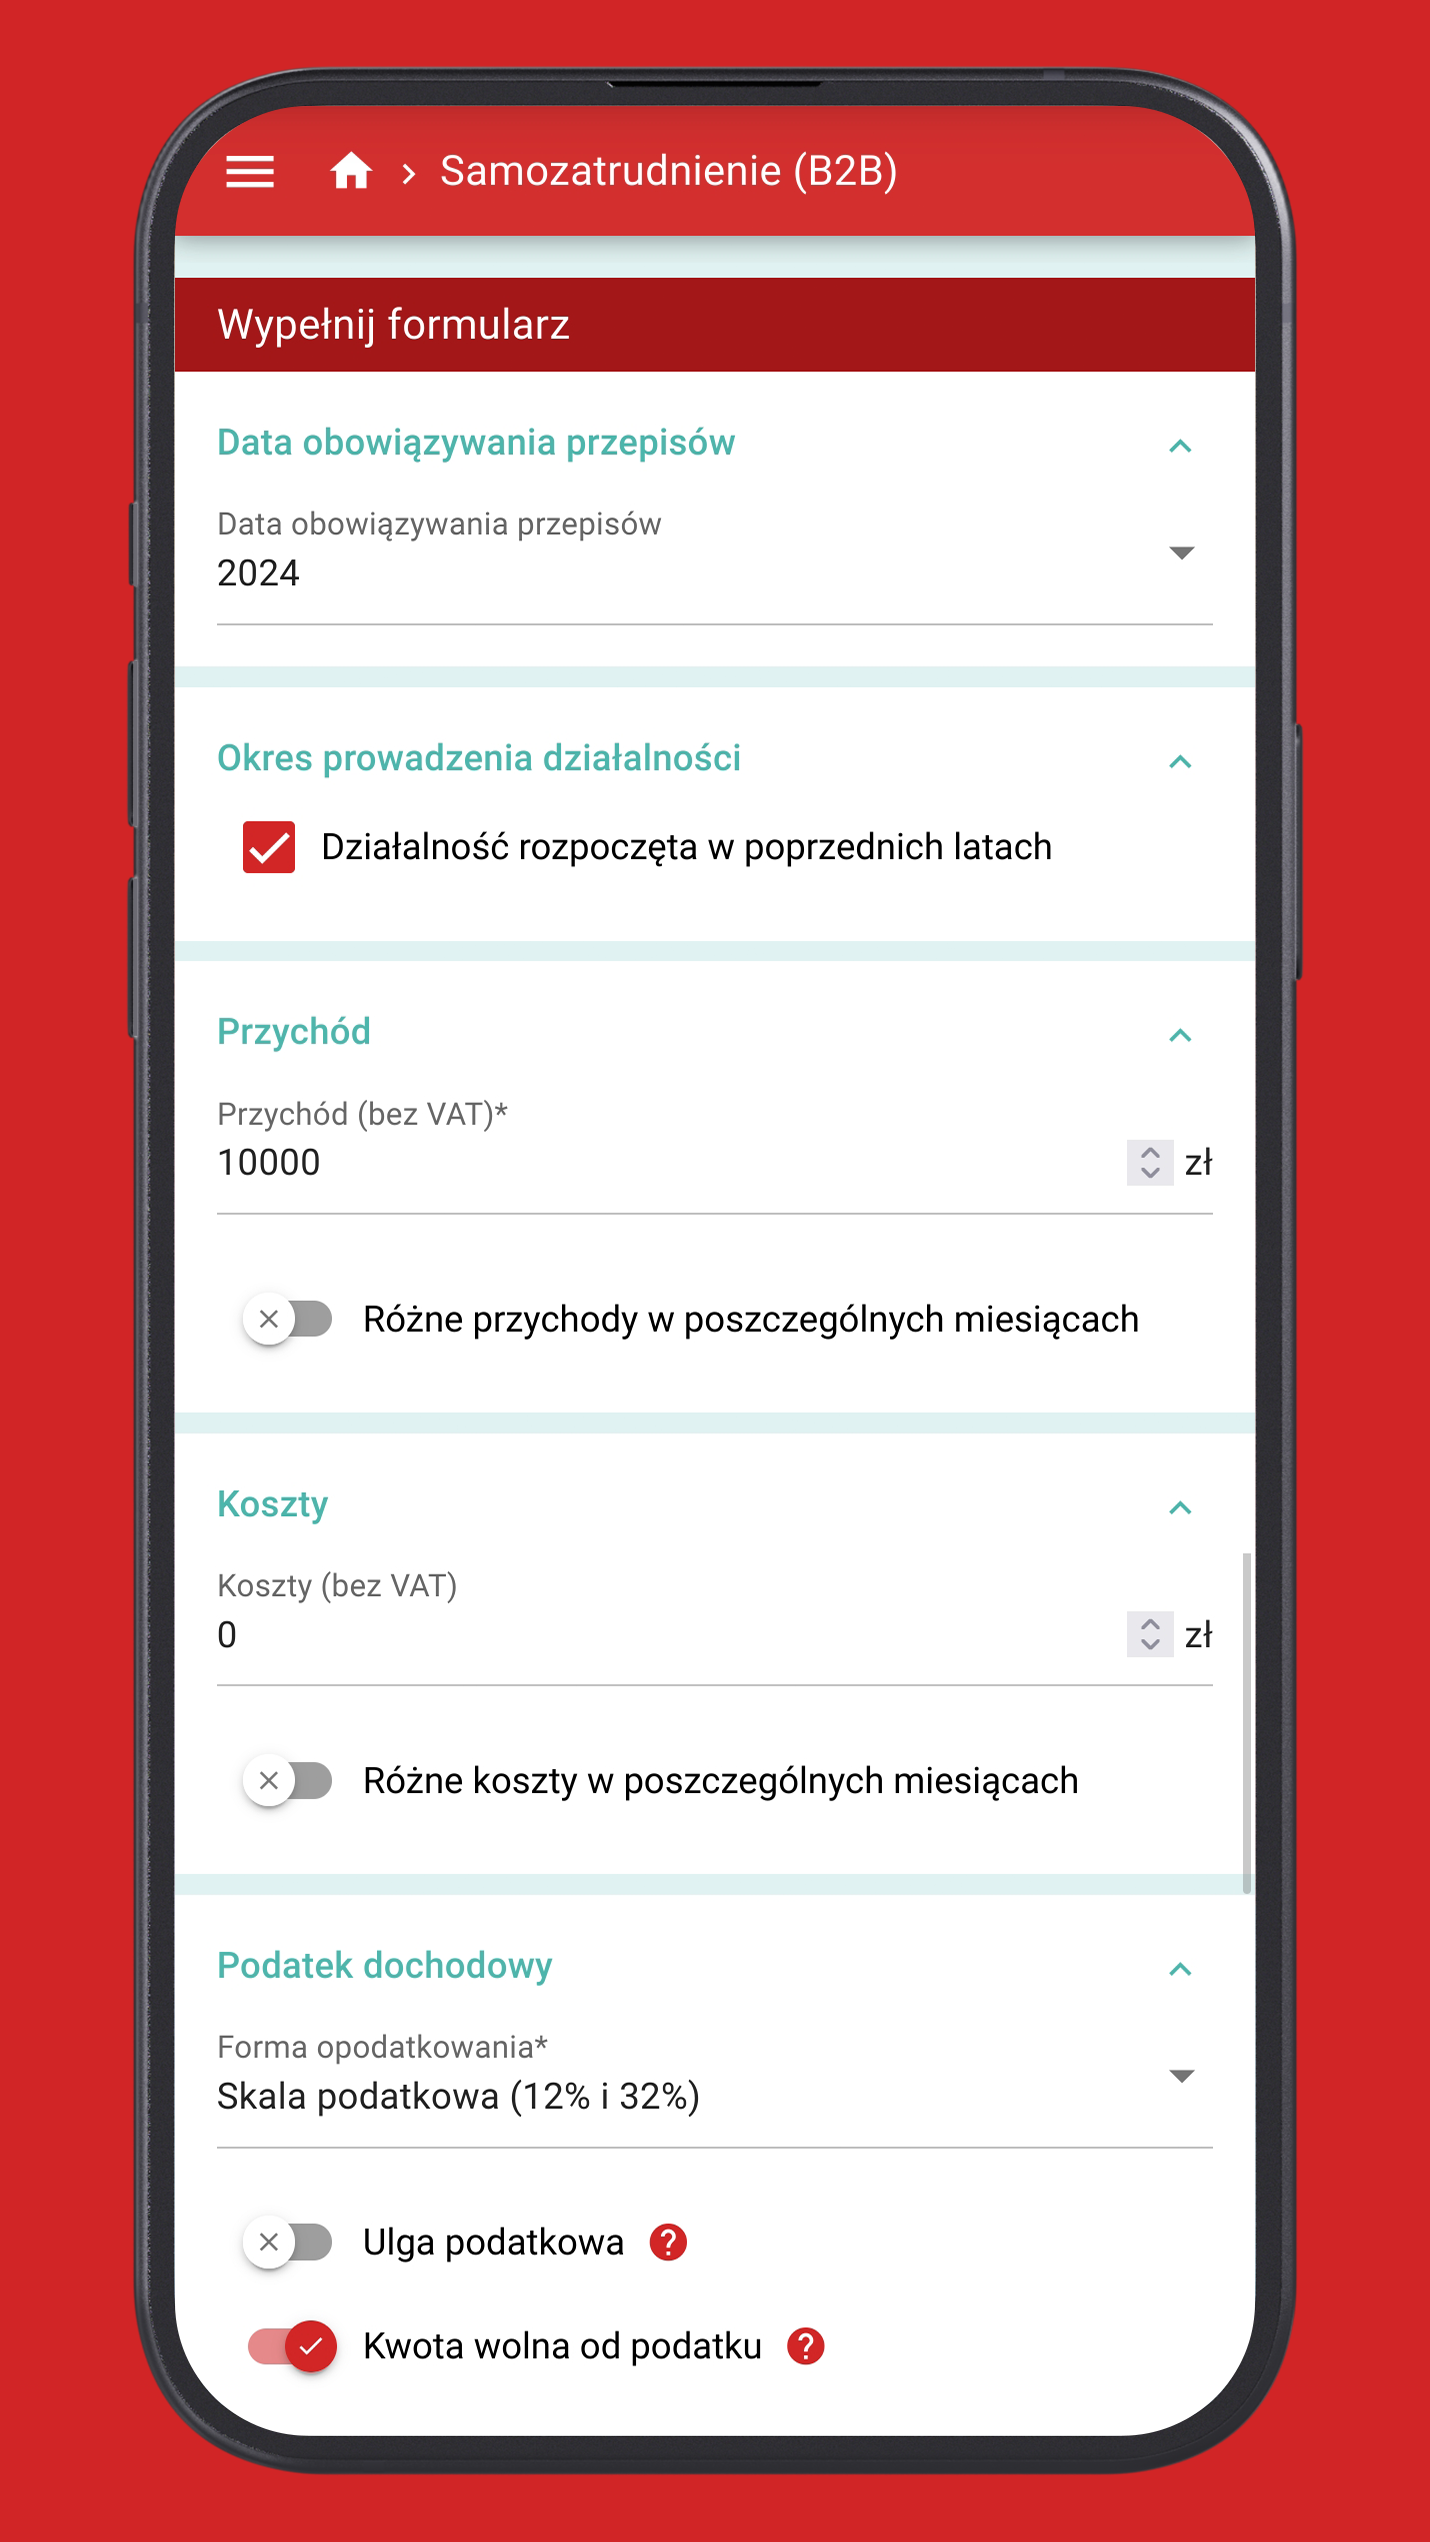 Samozatrudnienie (B2B)
Wypełnij formularz
Data obowiązywania przepisów
Data obowiązywania przepisów
2024
Okres prowadzenia działalności
Działalność rozpoczęta w poprzednich latach
Przychód
Przychód (bez VAT)*
10000 zł
Różne przychody w poszczególnych miesiącach
Koszty
Koszty (bez VAT)
0 zł
Różne koszty w poszczególnych miesiącach
Podatek dochodowy
Forma opodatkowania*
Skala podatkowa (12% i 32%)
Ulga podatkowa ?
Kwota wolna od podatku ?